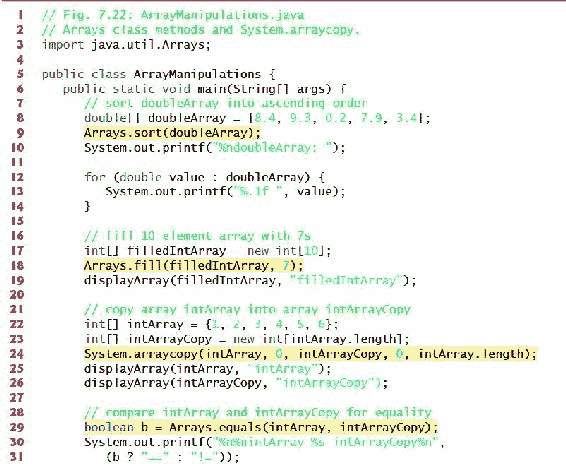 1 // Fig. 7.22: ArrayManipulations.java
2 // Arrays class methods and System.arraycopy.
3 import java.util.Arrays;
4
5 public class ArrayManipulations {
6 public static void main(String[] args) {
7 // sort doubleArray into ascending order
8 double[] doubleArray = {8.4, 9.3, 0.2, 7.9, 3.4};
9 Arrays.sort(doubleArray);
10 System.out.printf("%ndoubleArray: ");
11
12 for (double value : doubleArray) {
13 System.out.printf("%.1f ", value);
14 }
15
16 // fill 10 element array with 7s
17 int[] filledIntArray = new int[10];
18 Arrays.fill(filledIntArray, 7);
19 displayArray(filledIntArray, "filledIntArray");
20
21 // copy array intArray into array intArrayCopy
22 int[] intArray = {1, 2, 3, 4, 5, 6};
23 int[] intArrayCopy = new int[intArray.length];
24 System.arraycopy(intArray, 0, intArrayCopy, 0, intArray.length);
25 displayArray(intArray, "intArray");
26 displayArray(intArrayCopy, "intArrayCopy");
27
28 // compare intArray and intArrayCopy for equality
29 boolean b = Arrays.equals(intArray, intArrayCopy);
30 System.out.printf("%n%nintArray %s intArrayCopy%n",
31 (b ? "==" : "!="));